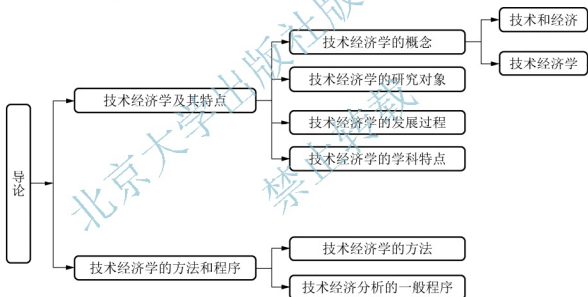 导论
技术经济学及其特点
技术经济学的概念
技术和经济
技术经济学
技术经济学的研究对象
技术经济学的发展过程
技术经济学的学科特点
技术经济学的方法和程序
技术经济学的方法
技术经济分析的一般程序
北京大学出版社版
禁止转载